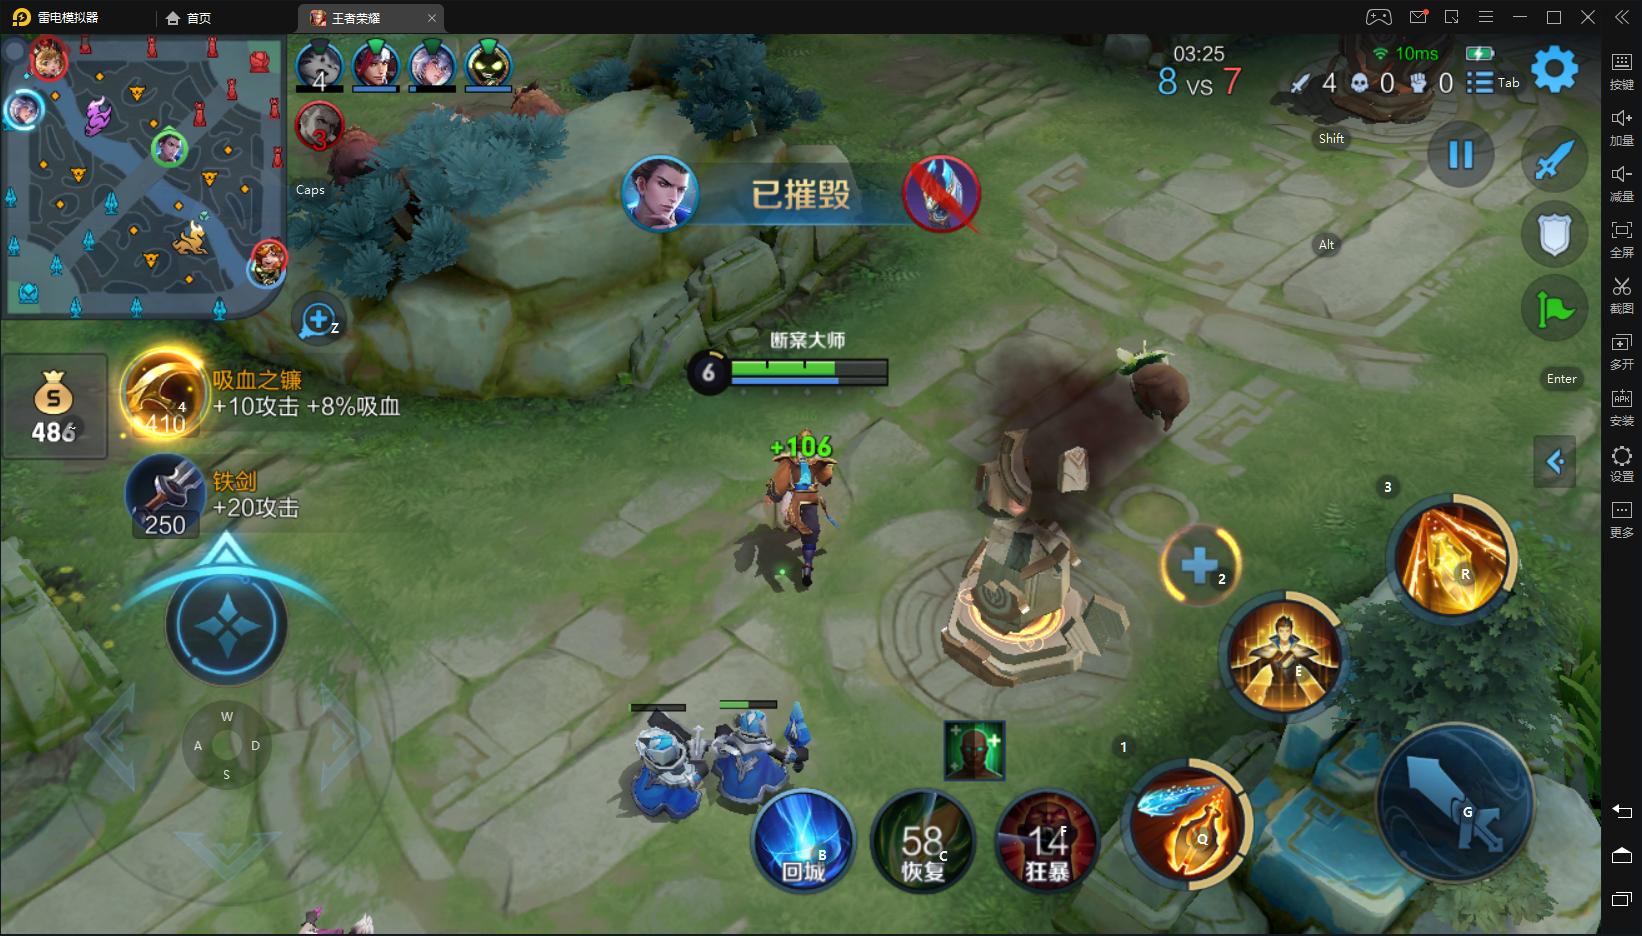 雷电模拟器
首页
王者荣耀
4
3
Caps
03:25
8 VS 7
10ms
4 0 0
Tab
Shift
Alt
Enter
已摧毁
Z
断案大师
6
+106
吸血之镰
+10攻击 +8%吸血
4
410
铁剑
+20攻击
250
W
A
D
S
3
R
2
E
1
Q
G
B
回城
58
C
恢复
14
F
狂暴
按键
加量
减量
全屏
截图
多开
APK
安装
设置
更多